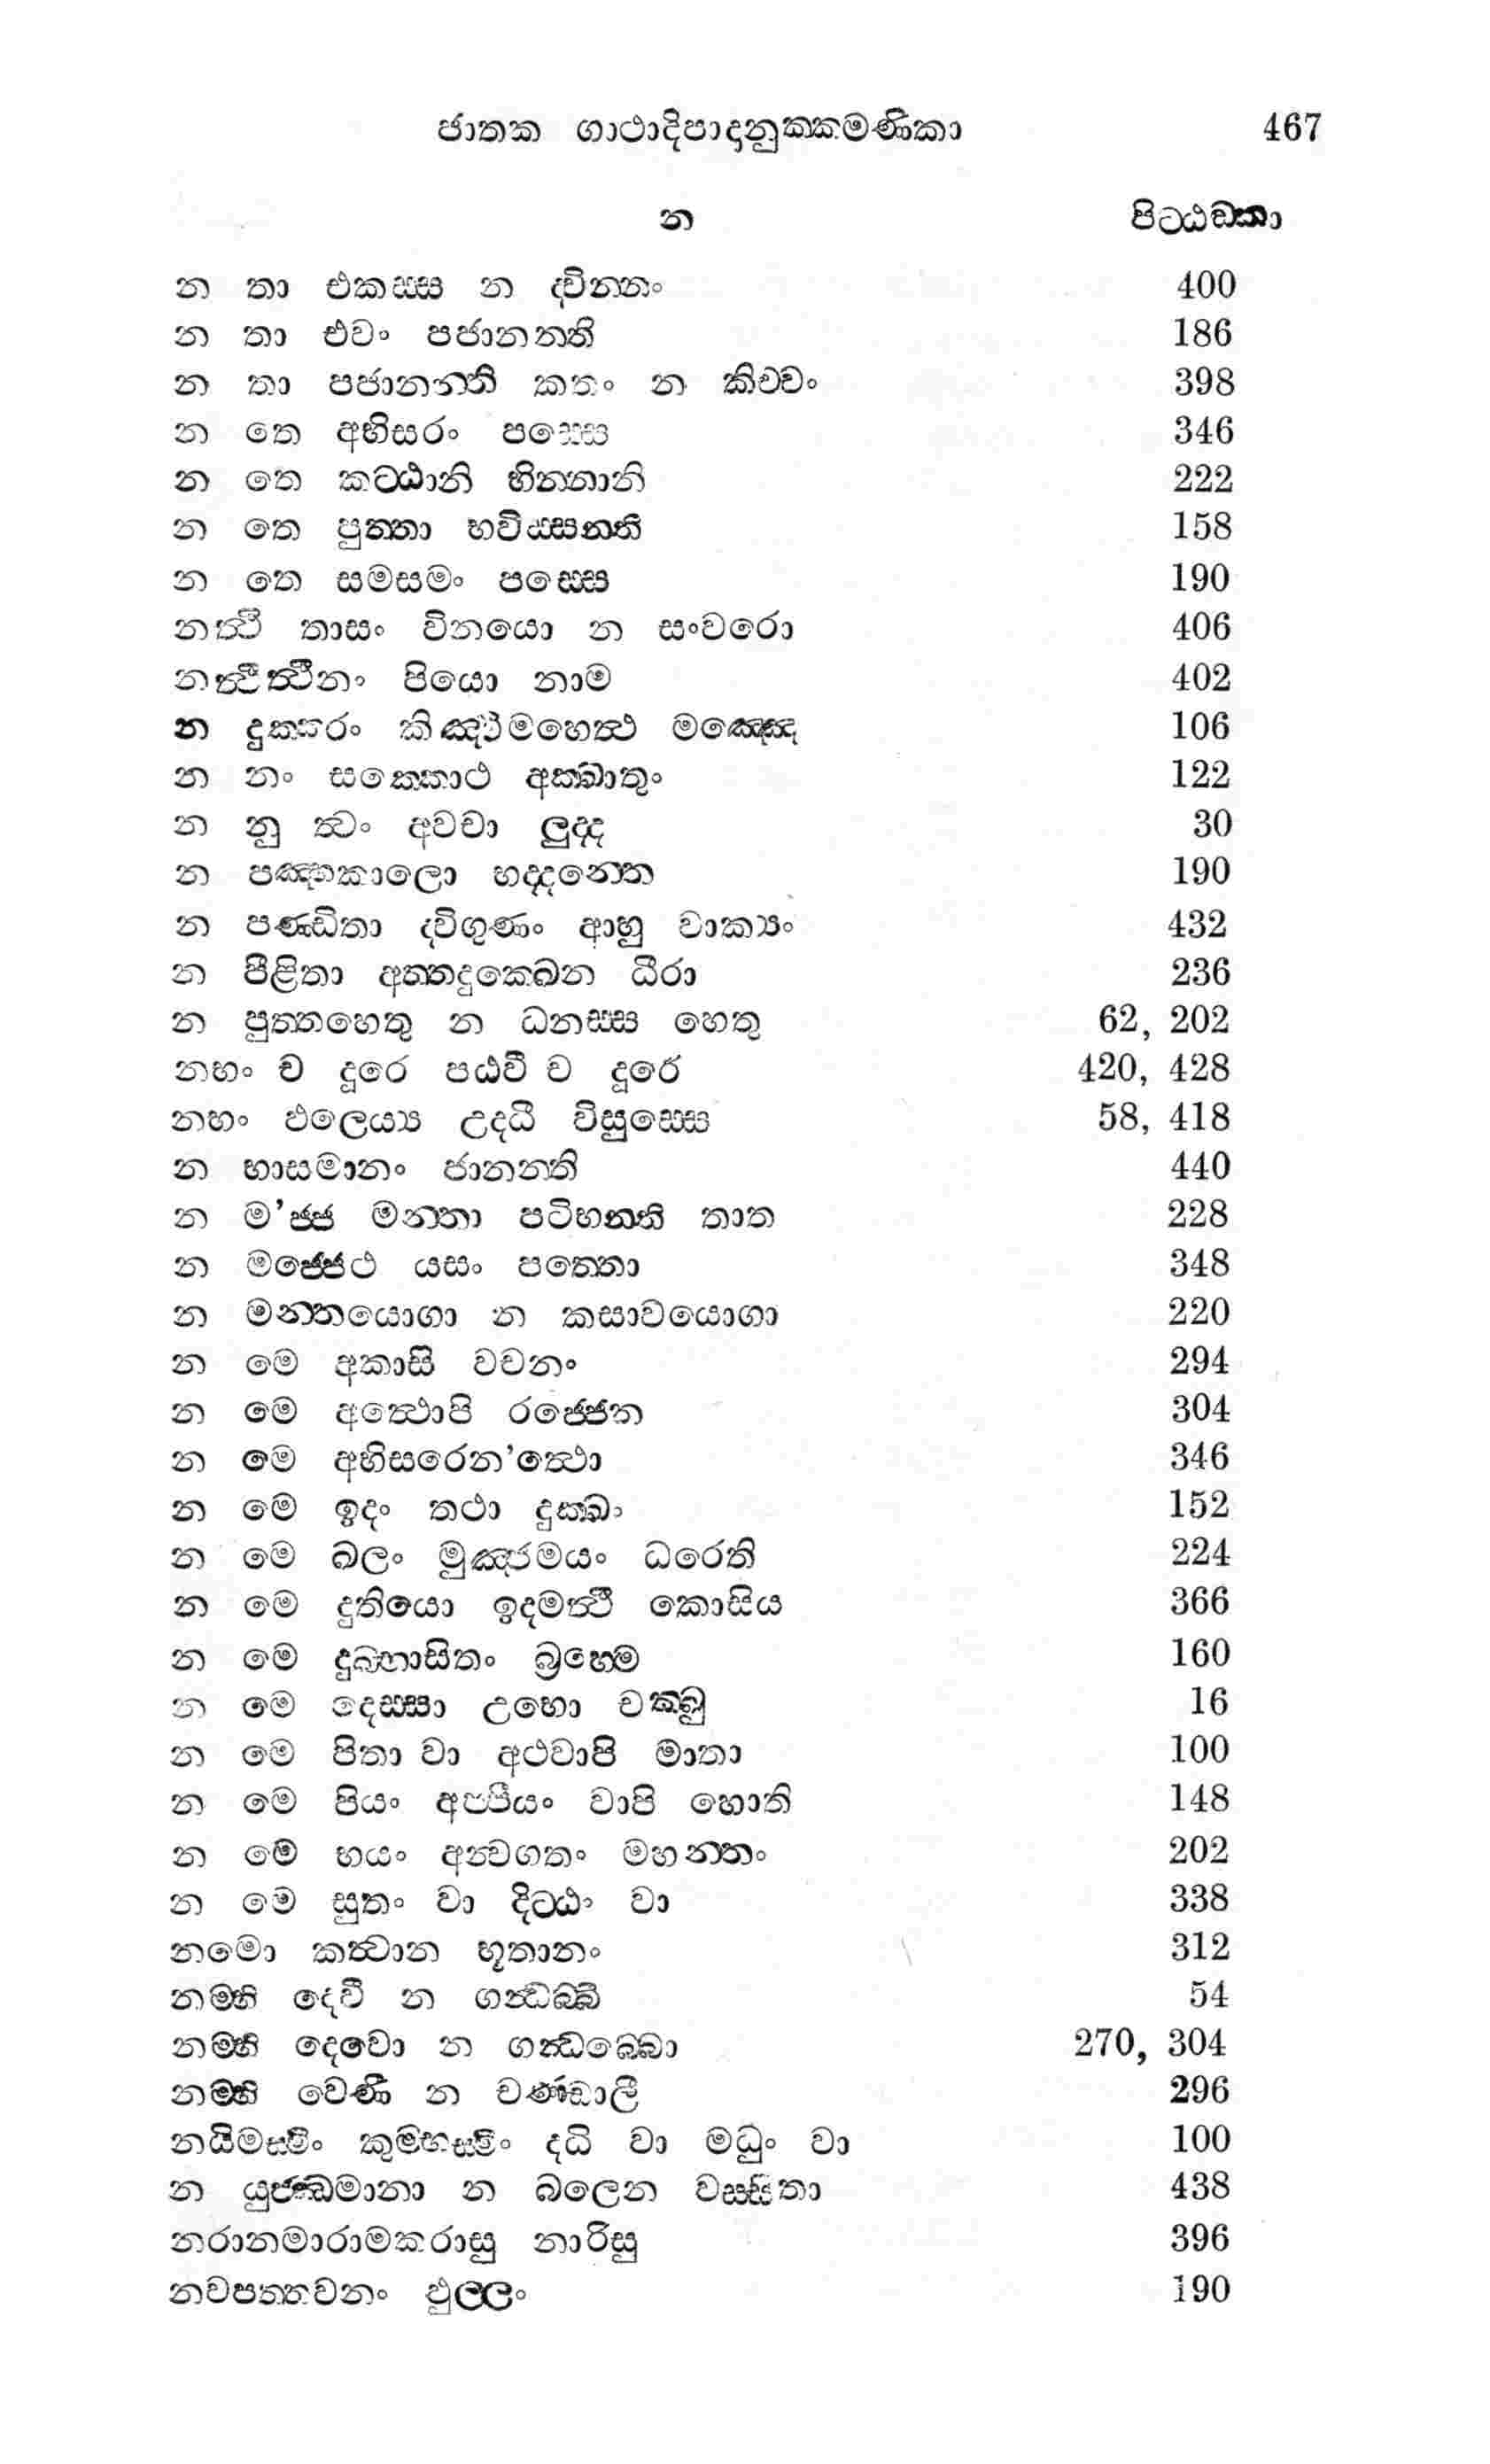 ජාතක ගාථාදිපාදානුක්කමණිකා 467
න පිට්ඨඞ්කා
න තා එකස්ස න ද්වින්නං 400
න තා එවං පජානන්ති 186
න තා පජානන්ති කතං න කිච්චං 398
න තෙ අභිසරං පස්සෙ 346
න තෙ කට්ඨානි භින්නානි 222
න තෙ පුත්තා භවිස්සන්ති 158
න තෙ සමසමං පස්සෙ 190
නත්ථි තාසං විනයො න සංවරො 406
නත්ථිත්ථීනං පියො නාම 402
න දුක්කරං කිඤ්චිමහෙත්ථ මඤ්ඤෙ 106
න නං සක්කොථ අක්ඛාතුං 122
න නු ත්වං අවචා ලුද්ද 30
න පඤ්හකාලො භද්දන්තෙ 190
න පණ්ඩිතා ද්විගුණං ආහු වාක්‍යං 432
න පීළිතා අත්තදුක්ඛෙන ධීරා 236
න පුත්තහෙතු න ධනස්ස හෙතු 62, 202
නභං ච දූරෙ පඨවී ච දූරේ 420, 428
නභං ඵලෙය්‍ය උදධී විසුස්සෙ 58, 418
න භාසමානං ජානන්ති 440
න ම’ජ්ජ මන්තා පටිභන්ති තාත 228
න මජ්ජෙථ යසං පත්තො 348
න මන්තයොගා න කසාවයොගා 220
න මෙ අකාසි වචනං 294
න මෙ අත්ථොපි රජ්ජෙන 304
න මෙ අභිසරෙන’ත්ථො 346
න මෙ ඉදං තථා දුක්ඛං 152
න මෙ ඛලං මුඤ්ජමයං ධරෙති 224
න මෙ දුතියො ඉදමත්ථි කොසිය 366
න මෙ දුබ්භාසිතං බ්‍රහ්මෙ 160
න මෙ දෙස්සා උභො චක්ඛු 16
න මෙ පිතා වා අථවාපි මාතා 100
න මෙ පියං අප්පියං වාපි හොති 148
න මේ භයං අන්වගතං මහන්තං 202
න මෙ සුතං වා දිට්ඨං වා 338
නමො කත්වාන භූතානං 312
නම්හි දෙවී න ගන්ධබ්බී 54
නම්හි දෙවො න ගන්ධබ්බො 270, 304
නම්හි වෙණී න චණ්ඩාලී 296
නයිමස්මිං කුම්භස්මිං දධි වා මධුං වා 100
න යුජ්ඣමානා න බලෙන වස්සිතා 438
නරානමාරාමකරාසු නාරිසු 396
නවපත්තවනං ඵුල්ලං 190